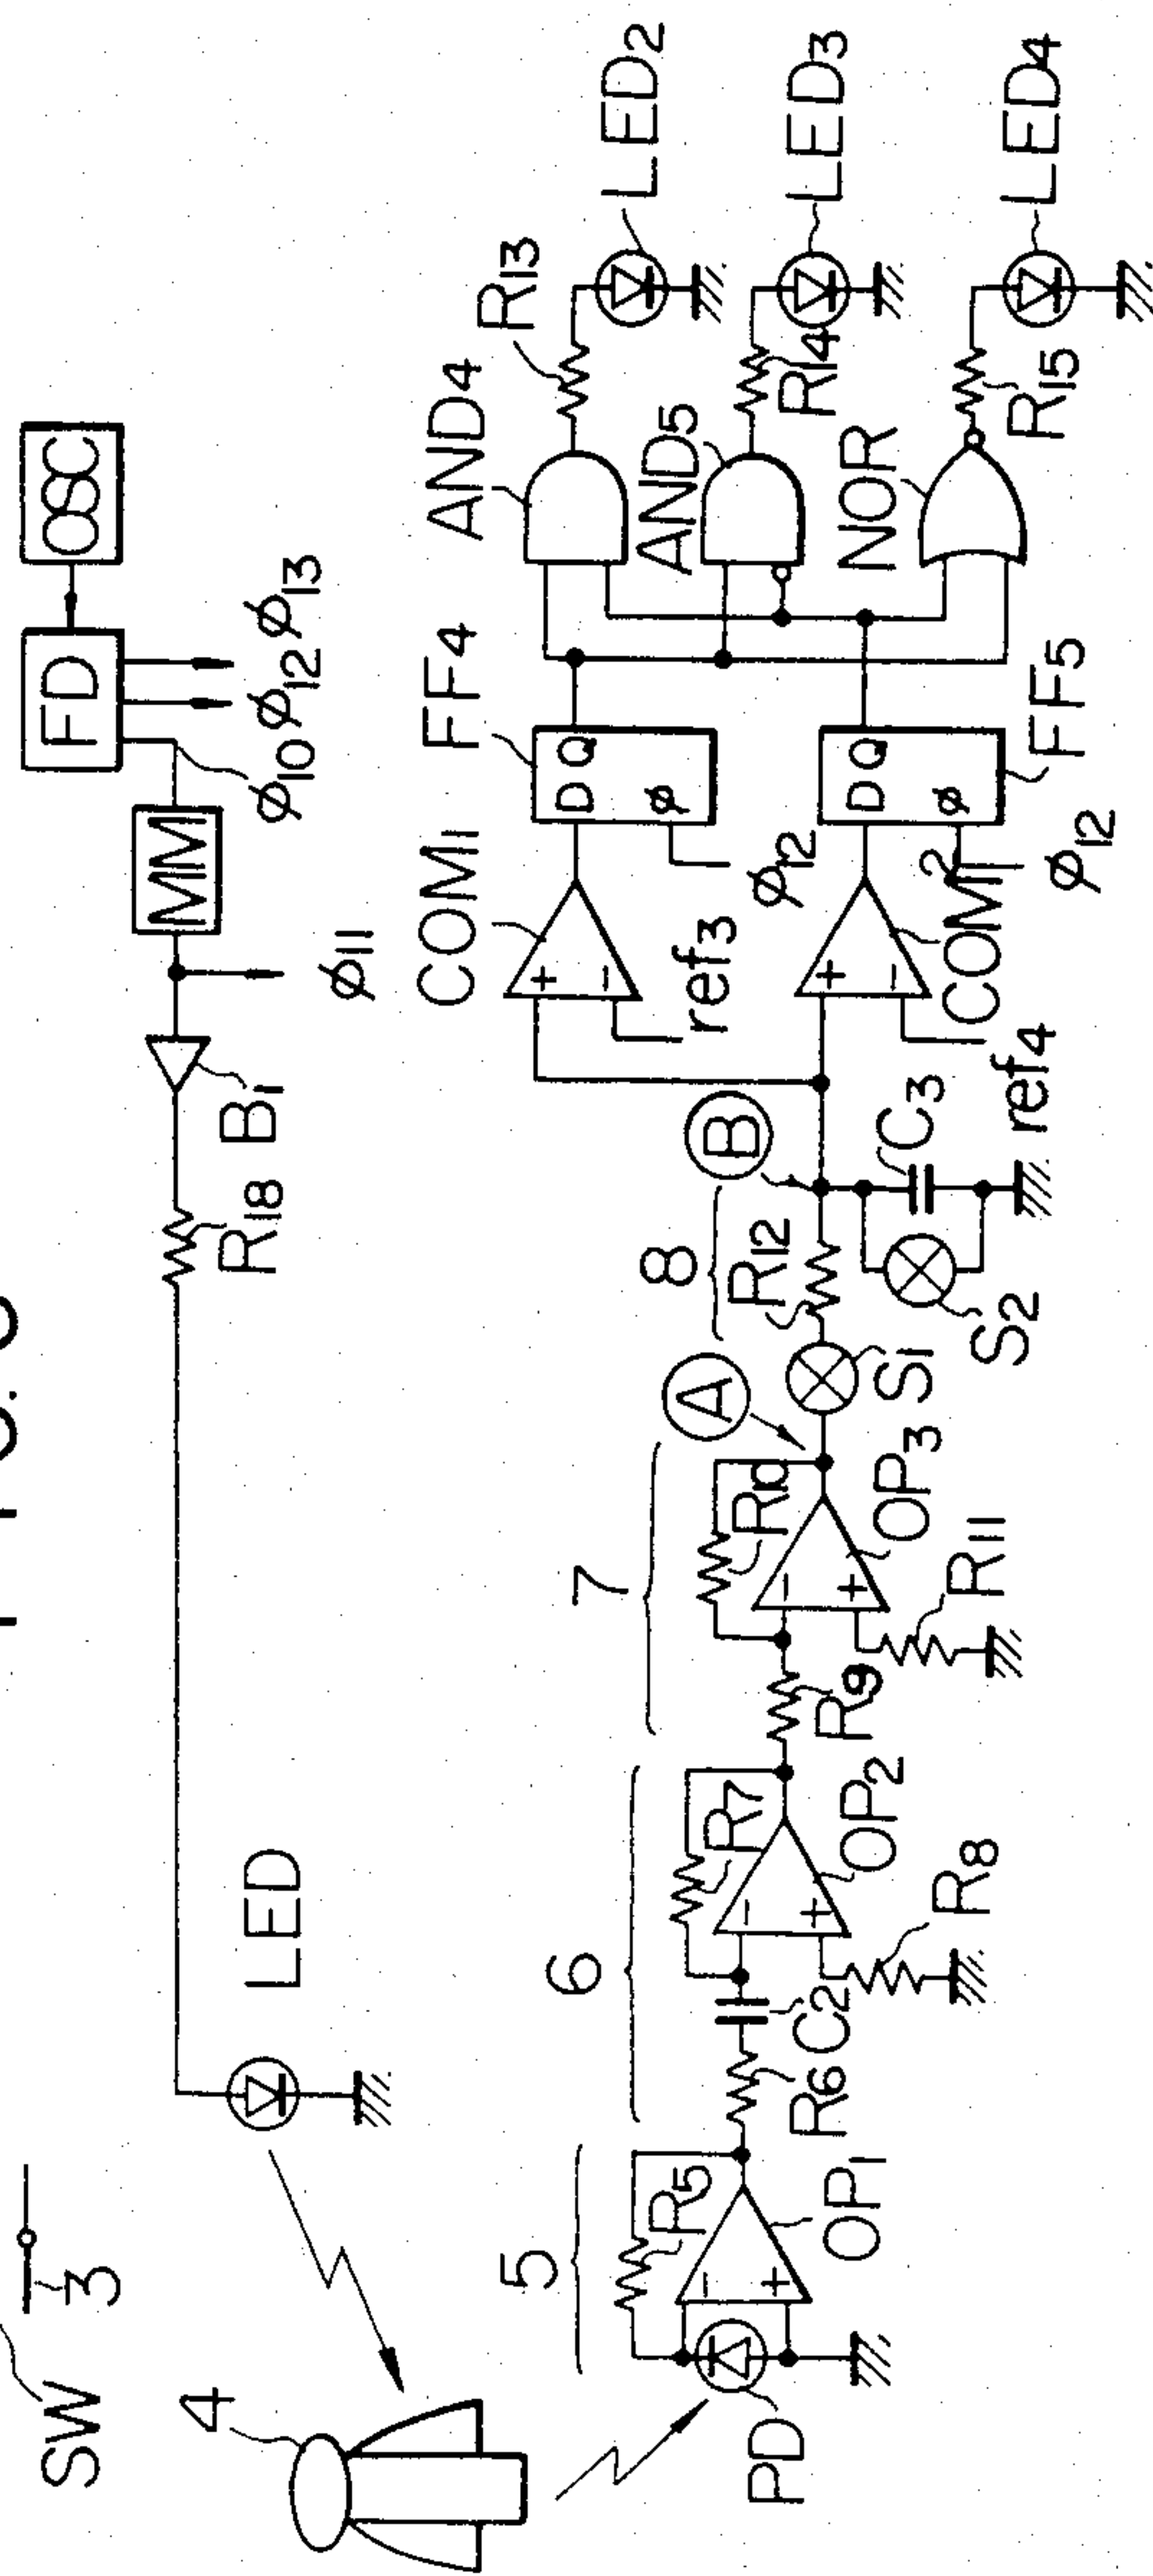 SW
3
4
LED
R18
B1
φ11
MM
φ10
FD
φ12
φ13
OSC
5
R5
PD
−
+
OP1
6
R6
C2
R7
−
+
OP2
R8
7
R9
R10
−
+
OP3
R11
A
8
S1
R12
B
S2
C3
COM1
+
−
ref3
+
−
COM2
ref4
FF4
D Q
φ
φ12
D Q
φ
φ12
FF5
AND4
AND5
NOR
R13
R14
R15
LED2
LED3
LED4